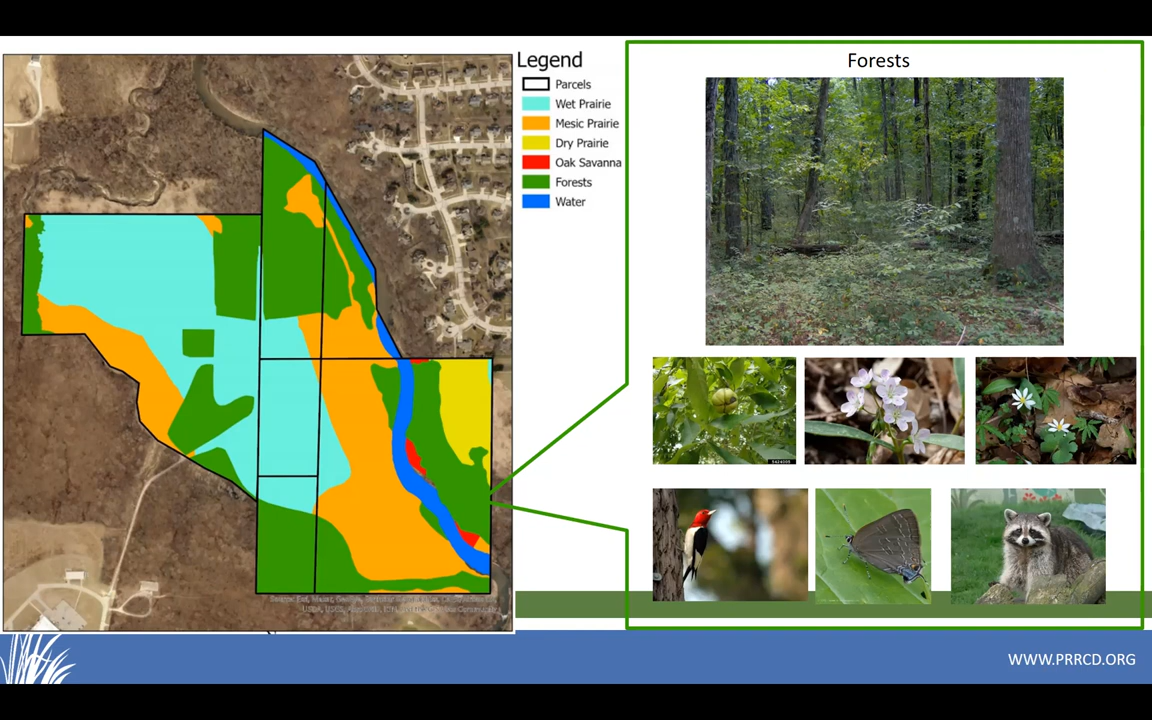 Legend
Parcels
Wet Prairie
Mesic Prairie
Dry Prairie
Oak Savanna
Forests
Water
Forests
WWW.PRRCD.ORG